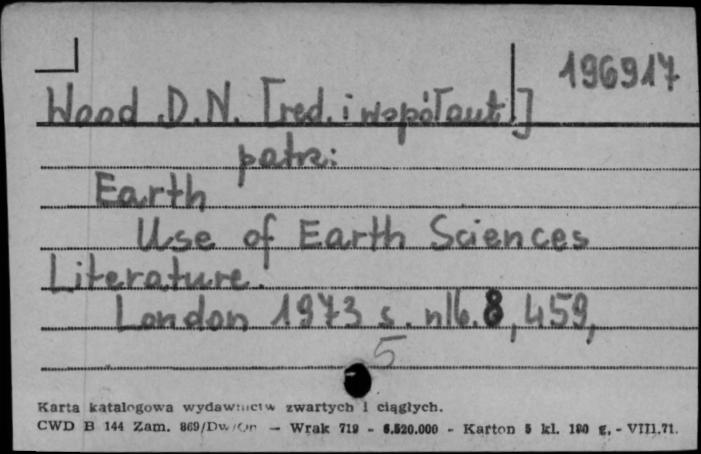 196917
Wood D.N. [red. i współaut.]
patrz:
Earth
Use of Earth Sciences
Literature.
London 1973 s. nlb. 8, 459,
5
Karta katalogowa wydawnictw zwartych i ciągłych.
CWD B 144 Zam. 869/Dw/ — Wrak 719 - 6.520.000 - Karton 5 kl. 180 g. - VIII.71.